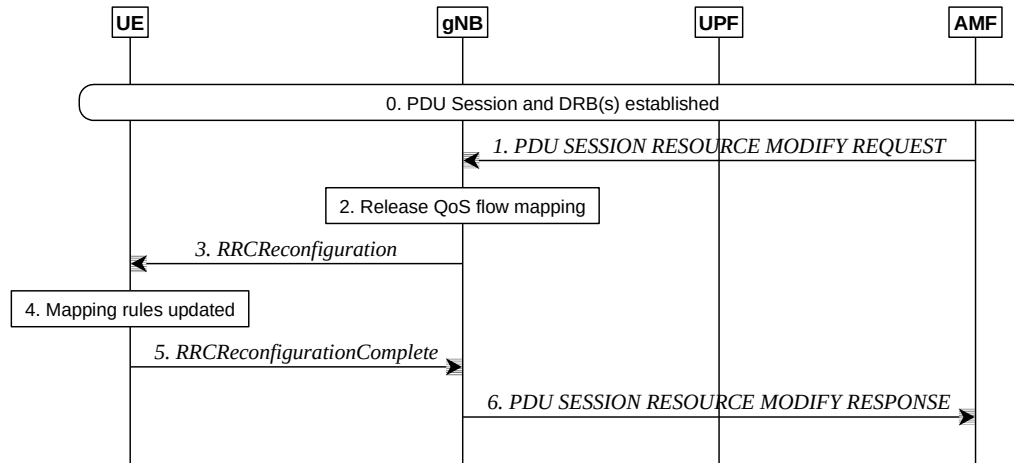 UE
gNB
UPF
AMF
0. PDU Session and DRB(s) established
1. PDU SESSION RESOURCE MODIFY REQUEST
2. Release QoS flow mapping
3. RRCReconfiguration
4. Mapping rules updated
5. RRCReconfigurationComplete
6. PDU SESSION RESOURCE MODIFY RESPONSE